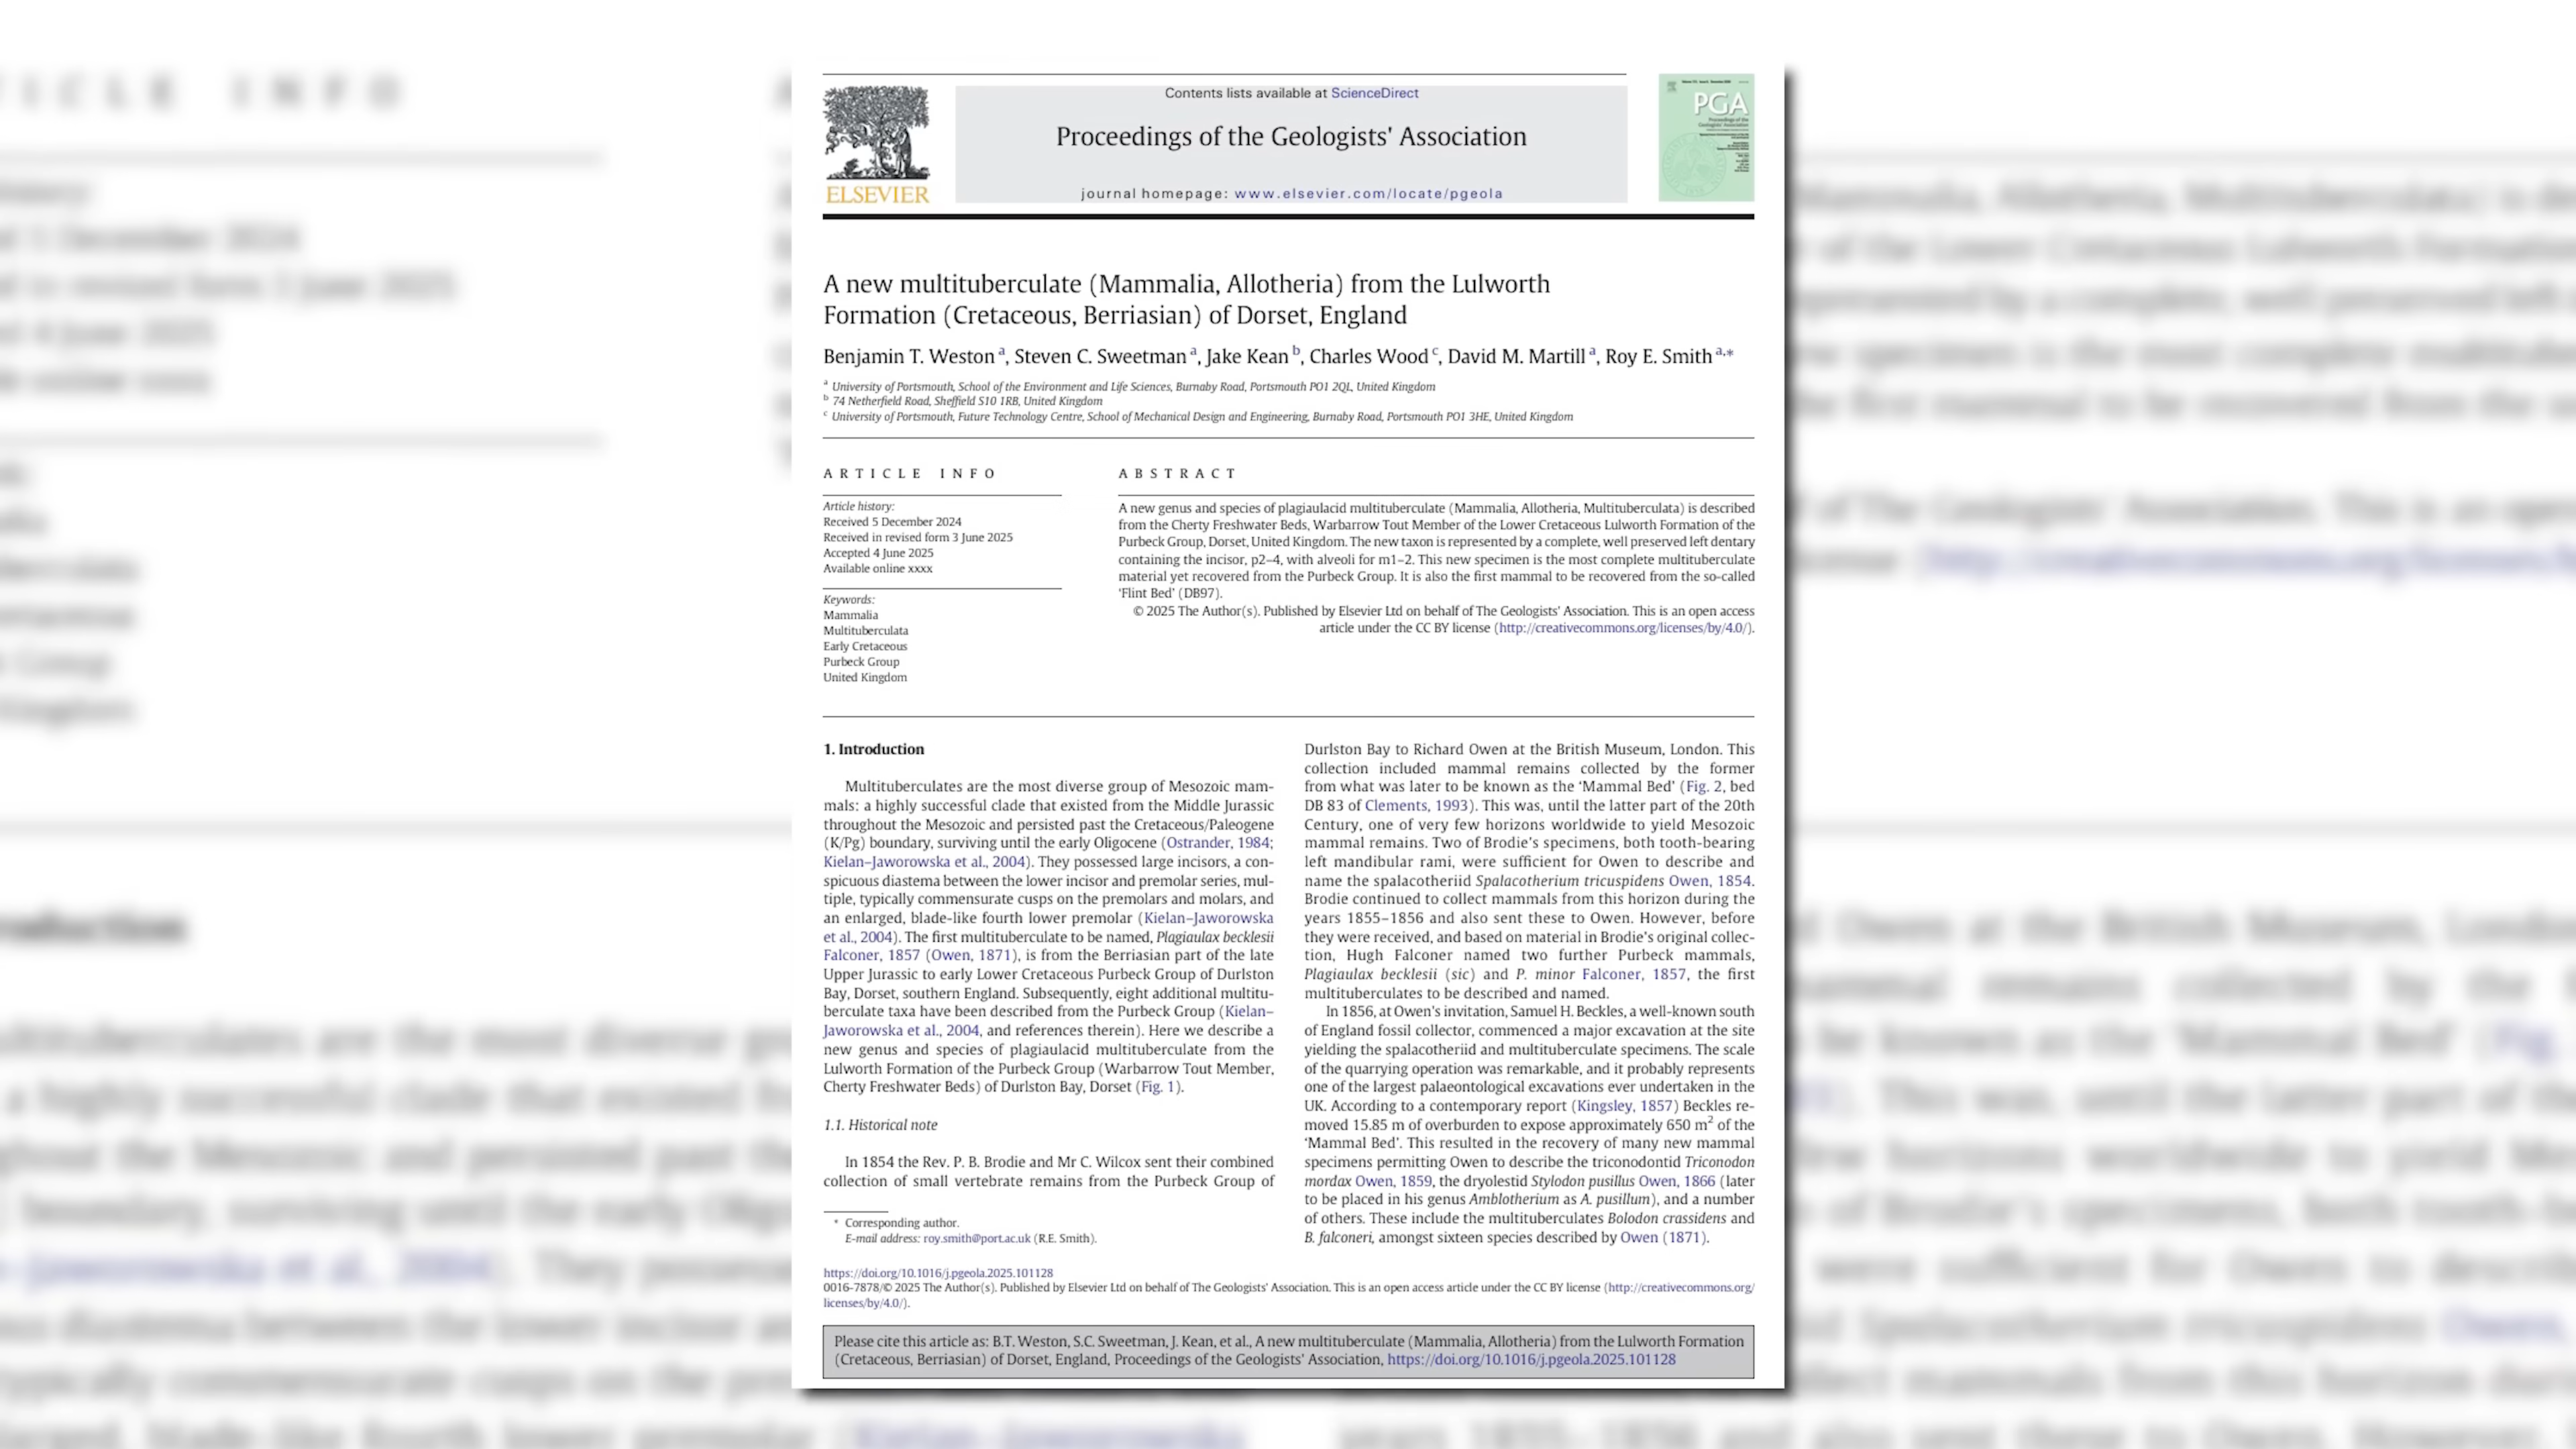 Contents lists available at ScienceDirect
Proceedings of the Geologists' Association
journal homepage: www.elsevier.com/locate/pgeola
ELSEVIER
PGA
A new multituberculate (Mammalia, Allotheria) from the Lulworth
Formation (Cretaceous, Berriasian) of Dorset, England
Benjamin T. Weston a, Steven C. Sweetman a, Jake Kean b, Charles Wood c, David M. Martill a, Roy E. Smith a,*
a University of Portsmouth, School of the Environment and Life Sciences, Burnaby Road, Portsmouth PO1 2QL, United Kingdom
b 74 Netherfield Road, Sheffield S10 1RB, United Kingdom
c University of Portsmouth, Future Technology Centre, School of Mechanical Design and Engineering, Burnaby Road, Portsmouth PO1 3HE, United Kingdom
ARTICLE INFO
Article history:
Received 5 December 2024
Received in revised form 3 June 2025
Accepted 4 June 2025
Available online xxxx
Keywords:
Mammalia
Multituberculata
Early Cretaceous
Purbeck Group
United Kingdom
ABSTRACT
A new genus and species of plagiaulacid multituberculate (Mammalia, Allotheria, Multituberculata) is described
from the Cherty Freshwater Beds, Warbarrow Tout Member of the Lower Cretaceous Lulworth Formation of the
Purbeck Group, Dorset, United Kingdom. The new taxon is represented by a complete, well preserved left dentary
containing the incisor, p2–4, with alveoli for m1–2. This new specimen is the most complete multituberculate
material yet recovered from the Purbeck Group. It is also the first mammal to be recovered from the so-called
‘Flint Bed’ (DB97).
© 2025 The Author(s). Published by Elsevier Ltd on behalf of The Geologists' Association. This is an open access
article under the CC BY license (http://creativecommons.org/licenses/by/4.0/).
1. Introduction
Multituberculates are the most diverse group of Mesozoic mam-
mals: a highly successful clade that existed from the Middle Jurassic
throughout the Mesozoic and persisted past the Cretaceous/Paleogene
(K/Pg) boundary, surviving until the early Oligocene (Ostrander, 1984;
Kielan–Jaworowska et al., 2004). They possessed large incisors, a con-
spicuous diastema between the lower incisor and premolar series, mul-
tiple, typically commensurate cusps on the premolars and molars, and
an enlarged, blade-like fourth lower premolar (Kielan–Jaworowska
et al., 2004). The first multituberculate to be named, Plagiaulax becklesii
Falconer, 1857 (Owen, 1871), is from the Berriasian part of the late
Upper Jurassic to early Lower Cretaceous Purbeck Group of Durlston
Bay, Dorset, southern England. Subsequently, eight additional multitu-
berculate taxa have been described from the Purbeck Group (Kielan–
Jaworowska et al., 2004, and references therein). Here we describe a
new genus and species of plagiaulacid multituberculate from the
Lulworth Formation of the Purbeck Group (Warbarrow Tout Member,
Cherty Freshwater Beds) of Durlston Bay, Dorset (Fig. 1).
1.1. Historical note
In 1854 the Rev. P. B. Brodie and Mr C. Wilcox sent their combined
collection of small vertebrate remains from the Purbeck Group of
Durlston Bay to Richard Owen at the British Museum, London. This
collection included mammal remains collected by the former
from what was later to be known as the ‘Mammal Bed’ (Fig. 2, bed
DB 83 of Clements, 1993). This was, until the latter part of the 20th
Century, one of very few horizons worldwide to yield Mesozoic
mammal remains. Two of Brodie's specimens, both tooth-bearing
left mandibular rami, were sufficient for Owen to describe and
name the spalacotheriid Spalacotherium tricuspidens Owen, 1854.
Brodie continued to collect mammals from this horizon during the
years 1855–1856 and also sent these to Owen. However, before
they were received, and based on material in Brodie's original collec-
tion, Hugh Falconer named two further Purbeck mammals,
Plagiaulax becklesii (sic) and P. minor Falconer, 1857, the first
multituberculates to be described and named.
In 1856, at Owen's invitation, Samuel H. Beckles, a well-known south
of England fossil collector, commenced a major excavation at the site
yielding the spalacotheriid and multituberculate specimens. The scale
of the quarrying operation was remarkable, and it probably represents
one of the largest palaeontological excavations ever undertaken in the
UK. According to a contemporary report (Kingsley, 1857) Beckles re-
moved 15.85 m of overburden to expose approximately 650 m² of the
‘Mammal Bed’. This resulted in the recovery of many new mammal
specimens permitting Owen to describe the triconodontid Triconodon
mordax Owen, 1859, the dryolestid Stylodon pusillus Owen, 1866 (later
to be placed in his genus Amblotherium as A. pusillum), and a number
of others. These include the multituberculates Bolodon crassidens and
B. falconeri, amongst sixteen species described by Owen (1871).
* Corresponding author.
E-mail address: roy.smith@port.ac.uk (R.E. Smith).
https://doi.org/10.1016/j.pgeola.2025.101128
0016-7878/© 2025 The Author(s). Published by Elsevier Ltd on behalf of The Geologists' Association. This is an open access article under the CC BY license (http://creativecommons.org/
licenses/by/4.0/).
Please cite this article as: B.T. Weston, S.C. Sweetman, J. Kean, et al., A new multituberculate (Mammalia, Allotheria) from the Lulworth Formation
(Cretaceous, Berriasian) of Dorset, England, Proceedings of the Geologists' Association, https://doi.org/10.1016/j.pgeola.2025.101128